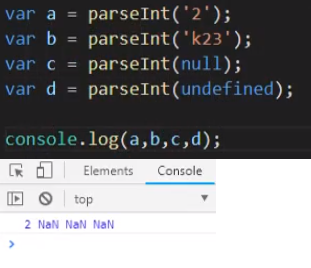 var a = parseInt('2');
var b = parseInt('k23');
var c = parseInt(null);
var d = parseInt(undefined);
console.log(a,b,c,d);
Elements Console
top
2 NaN NaN NaN